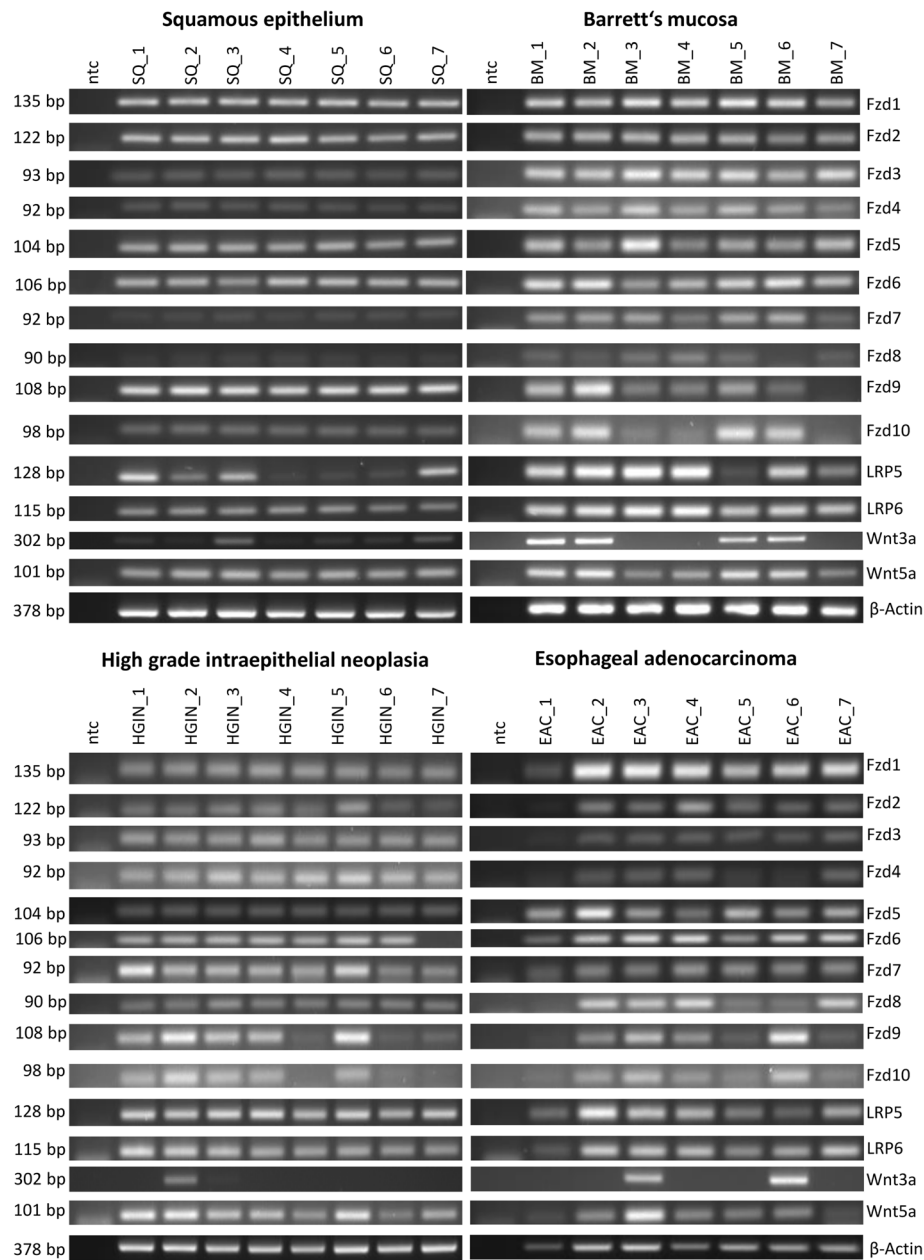 Squamous epithelium Barrett‘s mucosa
ntc SQ_1 SQ_2 SQ_3 SQ_4 SQ_5 SQ_6 SQ_7 ntc BM_1 BM_2 BM_3 BM_4 BM_5 BM_6 BM_7
135 bp Fzd1
122 bp Fzd2
93 bp Fzd3
92 bp Fzd4
104 bp Fzd5
106 bp Fzd6
92 bp Fzd7
90 bp Fzd8
108 bp Fzd9
98 bp Fzd10
128 bp LRP5
115 bp LRP6
302 bp Wnt3a
101 bp Wnt5a
378 bp β-Actin
High grade intraepithelial neoplasia Esophageal adenocarcinoma
ntc HGIN_1 HGIN_2 HGIN_3 HGIN_4 HGIN_5 HGIN_6 HGIN_7 ntc EAC_1 EAC_2 EAC_3 EAC_4 EAC_5 EAC_6 EAC_7
135 bp Fzd1
122 bp Fzd2
93 bp Fzd3
92 bp Fzd4
104 bp Fzd5
106 bp Fzd6
92 bp Fzd7
90 bp Fzd8
108 bp Fzd9
98 bp Fzd10
128 bp LRP5
115 bp LRP6
302 bp Wnt3a
101 bp Wnt5a
378 bp β-Actin